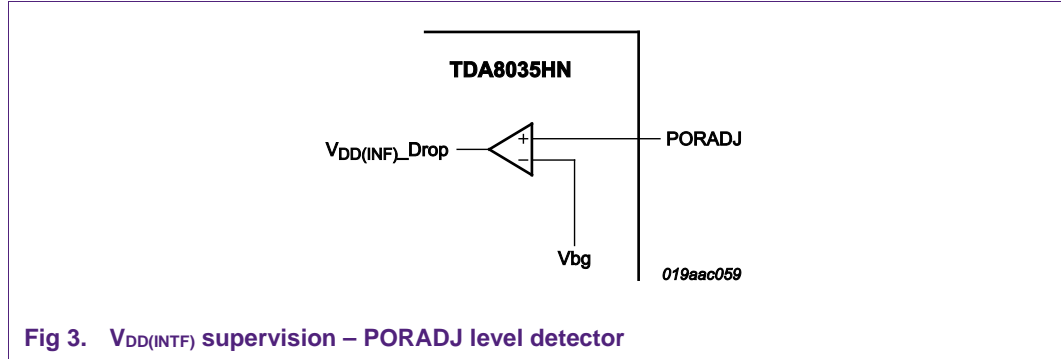 TDA8035HN
PORADJ
V_DD(INF)_Drop
+
−
Vbg
019aac059
Fig 3. V_DD(INTF) supervision – PORADJ level detector